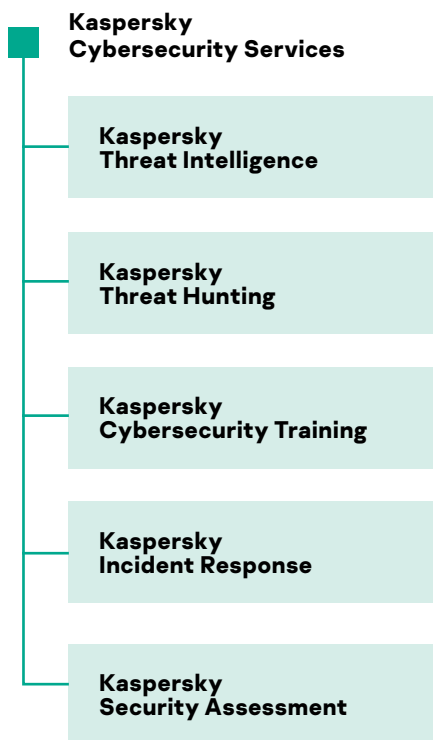 Kaspersky
Cybersecurity Services
Kaspersky
Threat Intelligence
Kaspersky
Threat Hunting
Kaspersky
Cybersecurity Training
Kaspersky
Incident Response
Kaspersky
Security Assessment